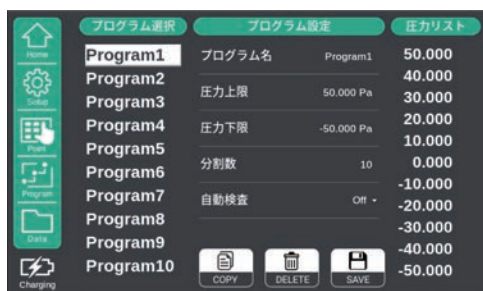 Home
Setup
Point
Program
Data
Charging
プログラム選択
Program1
Program2
Program3
Program4
Program5
Program6
Program7
Program8
Program9
Program10
プログラム設定
プログラム名 Program1
圧力上限 50.000 Pa
圧力下限 -50.000 Pa
分割数 10
自動検査 Off
COPY
DELETE
SAVE
圧力リスト
50.000
40.000
30.000
20.000
10.000
0.000
-10.000
-20.000
-30.000
-40.000
-50.000